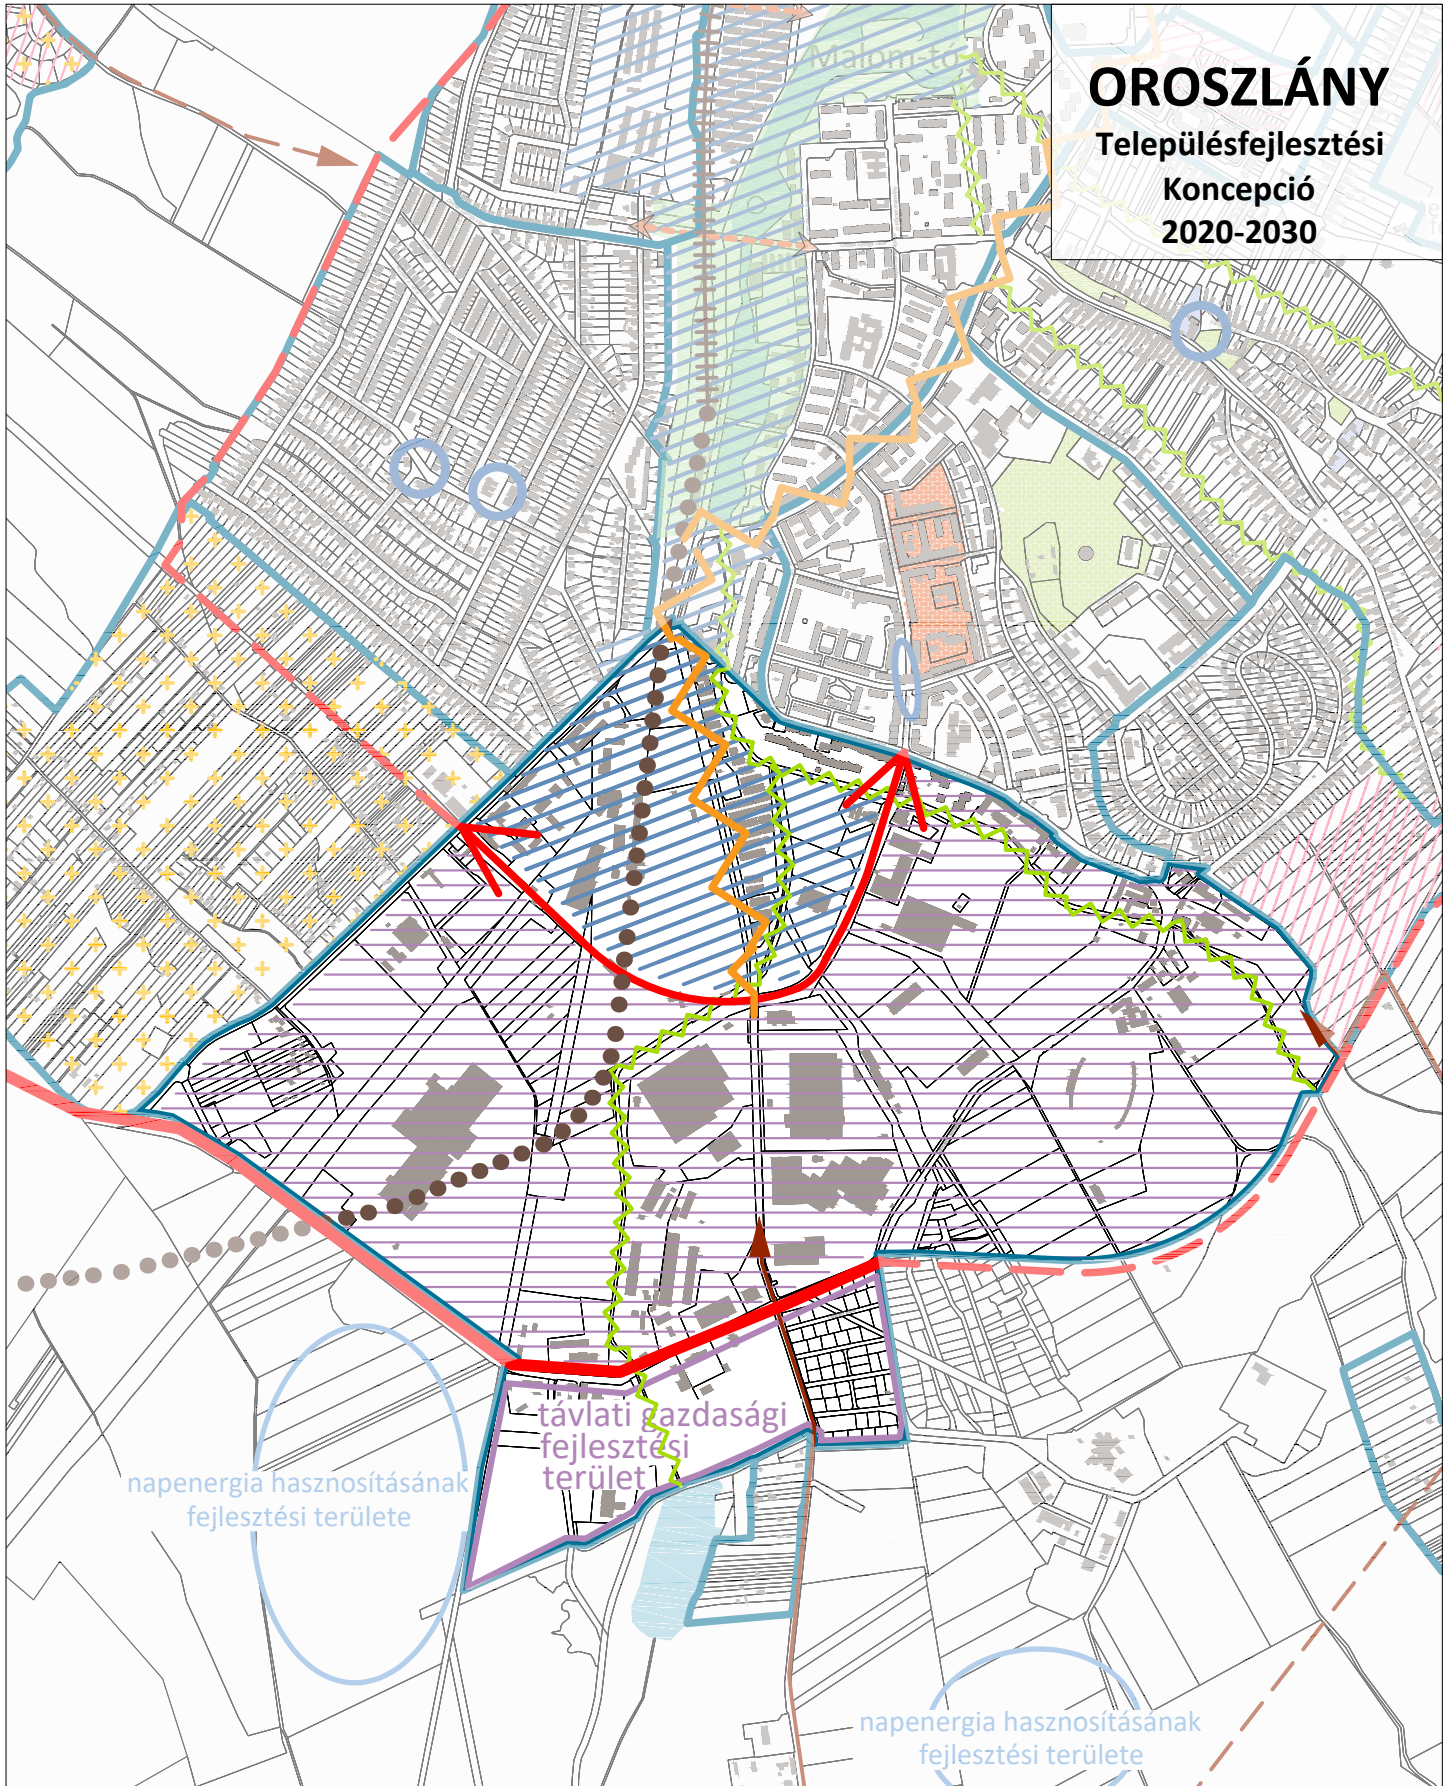 Malom-tó
OROSZLÁNY
Településfejlesztési
Koncepció
2020-2030
távlati gazdasági
fejlesztési
terület
napenergia hasznosításának
fejlesztési területe
napenergia hasznosításának
fejlesztési területe